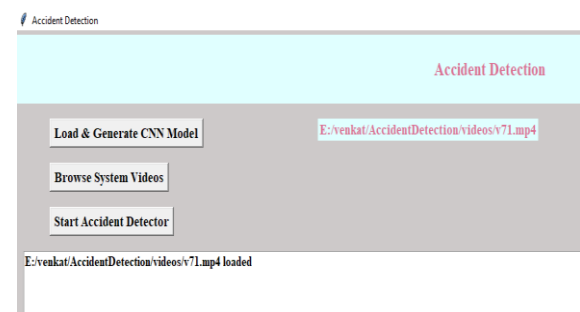 Accident Detection
Accident Detection
Load & Generate CNN Model
E:/venkat/AccidentDetection/videos/v71.mp4
Browse System Videos
Start Accident Detector
E:/venkat/AccidentDetection/videos/v71.mp4 loaded